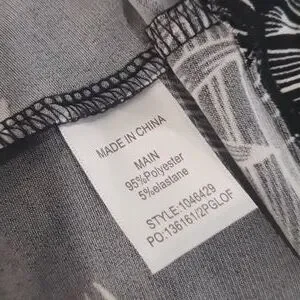 MADE IN CHINA
MAIN
95%Polyester
5%elastane
STYLE:1046429
PO:136161/2PGLOF